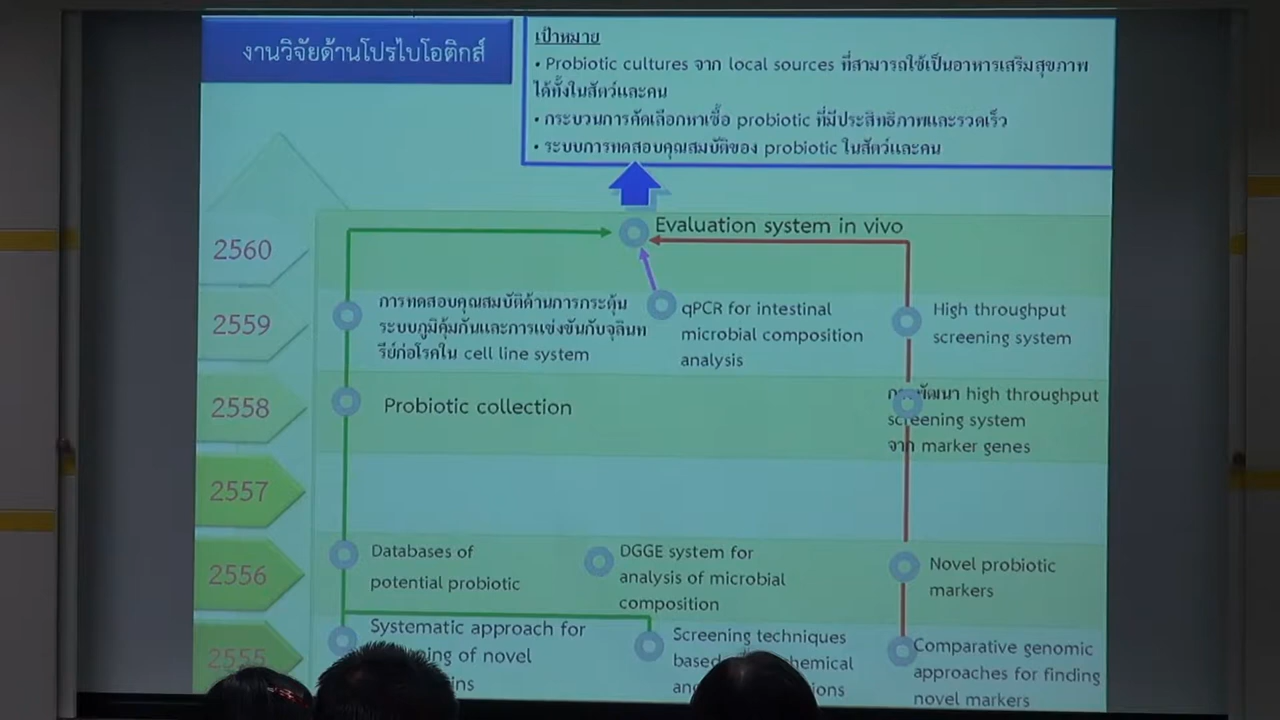 งานวิจัยด้านโปรไบโอติกส์
เป้าหมาย
• Probiotic cultures จาก local sources ที่สามารถใช้เป็นอาหารเสริมสุขภาพ
ได้ทั้งในสัตว์และคน
• กระบวนการคัดเลือกหาเชื้อ probiotic ที่มีประสิทธิภาพและรวดเร็ว
• ระบบการทดสอบคุณสมบัติของ probiotic ในสัตว์และคน
2560
Evaluation system in vivo
2559
การทดสอบคุณสมบัติด้านการกระตุ้น
ระบบภูมิคุ้มกันและการแข่งขันกับจุลินท
รีย์ก่อโรคใน cell line system
qPCR for intestinal
microbial composition
analysis
High throughput
screening system
2558
Probiotic collection
การพัฒนา high throughput
screening system
จาก marker genes
2557
2556
Databases of
potential probiotic
DGGE system for
analysis of microbial
composition
Novel probiotic
markers
2555
Systematic approach for
of novel
Screening techniques
based
Comparative genomic
approaches for finding
novel markers